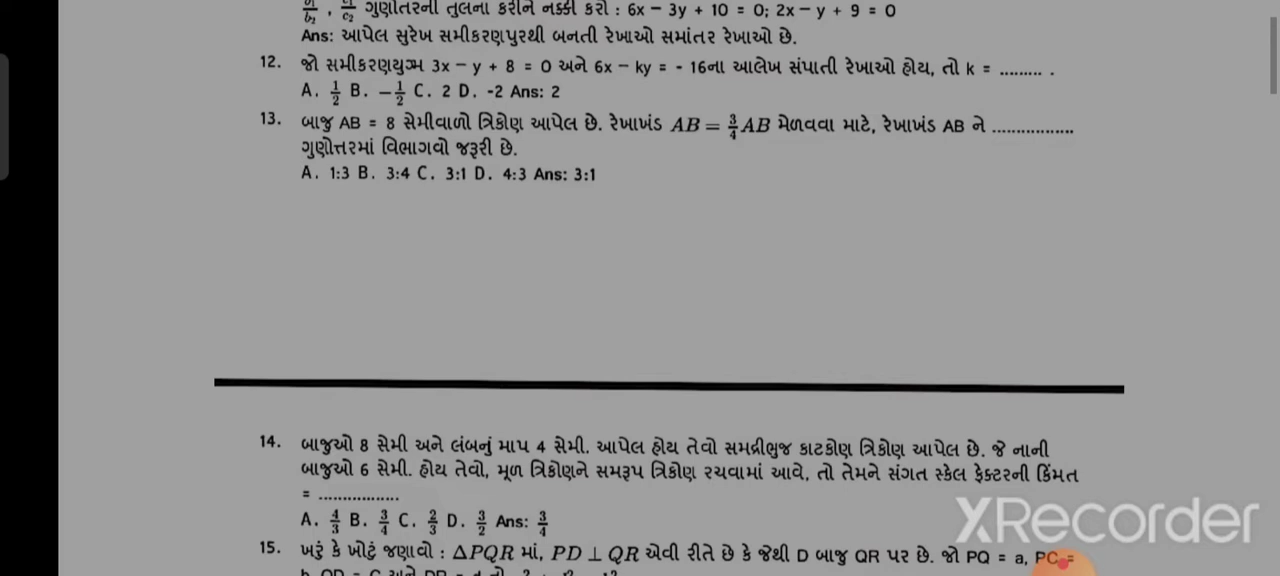 b₂ , c₂ ગુણોતરની તુલના કરીને નક્કી કરો : 6x − 3y + 10 = 0; 2x − y + 9 = 0
Ans: આપેલ સુરેખ સમીકરણપુરથી બનતી રેખાઓ સમાંતર રેખાઓ છે.
12. જો સમીકરણયુગ્મ 3x − y + 8 = 0 અને 6x − ky = - 16ના આલેખ સંપાતી રેખાઓ હોય, તો k = ......... .
A. 1/2 B. −1/2 C. 2 D. -2 Ans: 2
13. બાજુ AB = 8 સેમીવાળો ત્રિકોણ આપેલ છે. રેખાખંડ AB = 3/4 AB મેળવવા માટે, રેખાખંડ AB ને .................
ગુણોત્તરમાં વિભાગવો જરૂરી છે.
A. 1:3 B. 3:4 C. 3:1 D. 4:3 Ans: 3:1
14. બાજુઓ 8 સેમી અને લંબનું માપ 4 સેમી. આપેલ હોય તેવો સમદ્રીભુજ કાટકોણ ત્રિકોણ આપેલ છે. જે નાની
બાજુઓ 6 સેમી. હોય તેવો, મૂળ ત્રિકોણને સમરૂપ ત્રિકોણ રચવામાં આવે, તો તેમને સંગત સ્કેલ ફેક્ટરની કિંમત
= .................
A. 4/3 B. 3/4 C. 2/3 D. 3/2 Ans: 3/4
15. ખરું કે ખોટું જણાવો : ΔPQR માં, PD ⊥ QR એવી રીતે છે કે જેથી D બાજુ QR પર છે. જો PQ = a, PC =
XRecorder